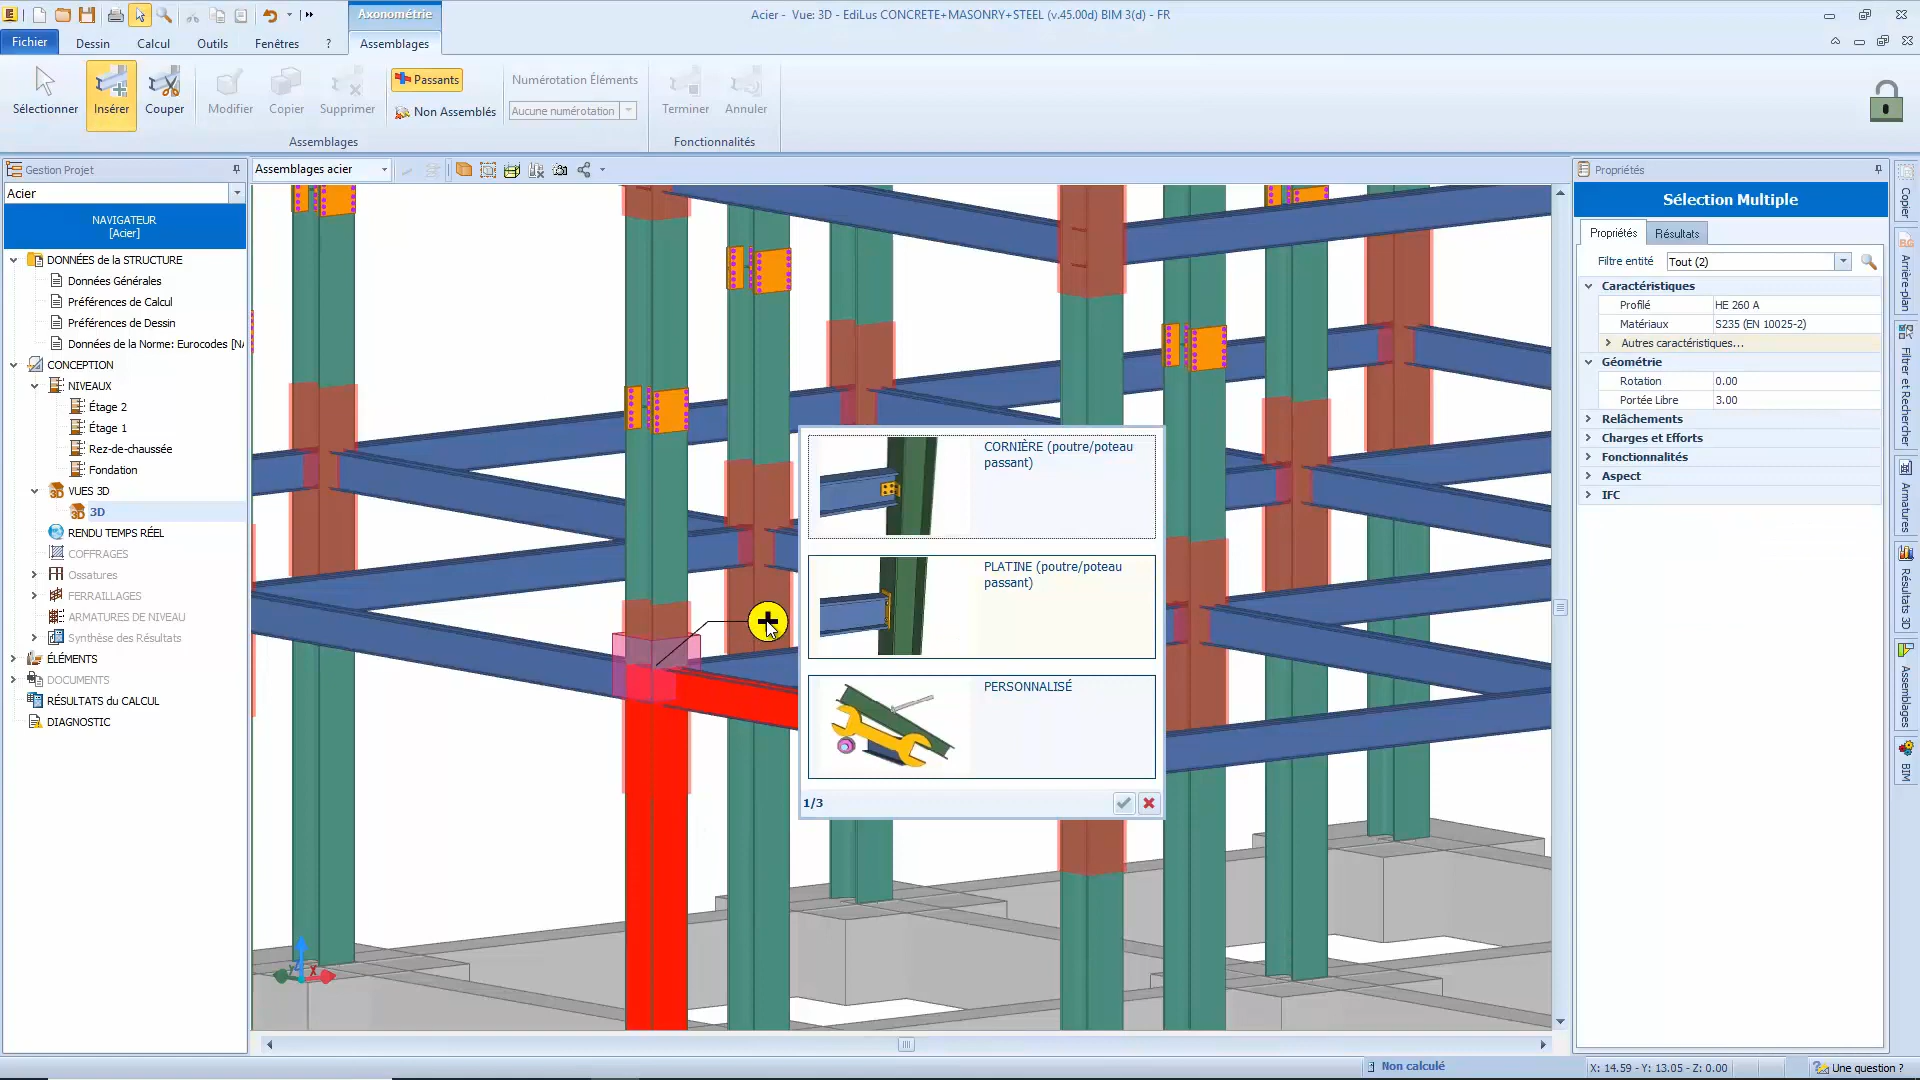 Axonométrie
Acier - Vue: 3D - EdiLus CONCRETE+MASONRY+STEEL (v.45.00d) BIM 3(d) - FR
Fichier
Dessin
Calcul
Outils
Fenêtres
?
Assemblages
Sélectionner
Insérer
Couper
Modifier
Copier
Supprimer
Passants
Non Assemblés
Numérotation Éléments
Aucune numérotation
Terminer
Annuler
Assemblages
Fonctionnalités
Gestion Projet
Acier
NAVIGATEUR
[Acier]
DONNÉES de la STRUCTURE
Données Générales
Préférences de Calcul
Préférences de Dessin
Données de la Norme: Eurocodes [N
CONCEPTION
NIVEAUX
Étage 2
Étage 1
Rez-de-chaussée
Fondation
VUES 3D
3D
RENDU TEMPS RÉEL
COFFRAGES
Ossatures
FERRAILLAGES
ARMATURES DE NIVEAU
Synthèse des Résultats
ÉLÉMENTS
DOCUMENTS
RÉSULTATS du CALCUL
DIAGNOSTIC
Assemblages acier
CORNIÈRE (poutre/poteau
passant)
PLATINE (poutre/poteau
passant)
PERSONNALISÉ
1/3
X
Propriétés
Sélection Multiple
Propriétés
Résultats
Filtre entité
Tout (2)
Caractéristiques
Profilé
HE 260 A
Matériaux
S235 (EN 10025-2)
Autres caractéristiques...
Géométrie
Rotation
0.00
Portée Libre
3.00
Relâchements
Charges et Efforts
Fonctionnalités
Aspect
IFC
Copier
Arrière-plan
Filtrer et Rechercher
Armatures
Résultats 3D
Assemblages
BIM
Non calculé
X: 14.59 - Y: 13.05 - Z: 0.00
Une question ?